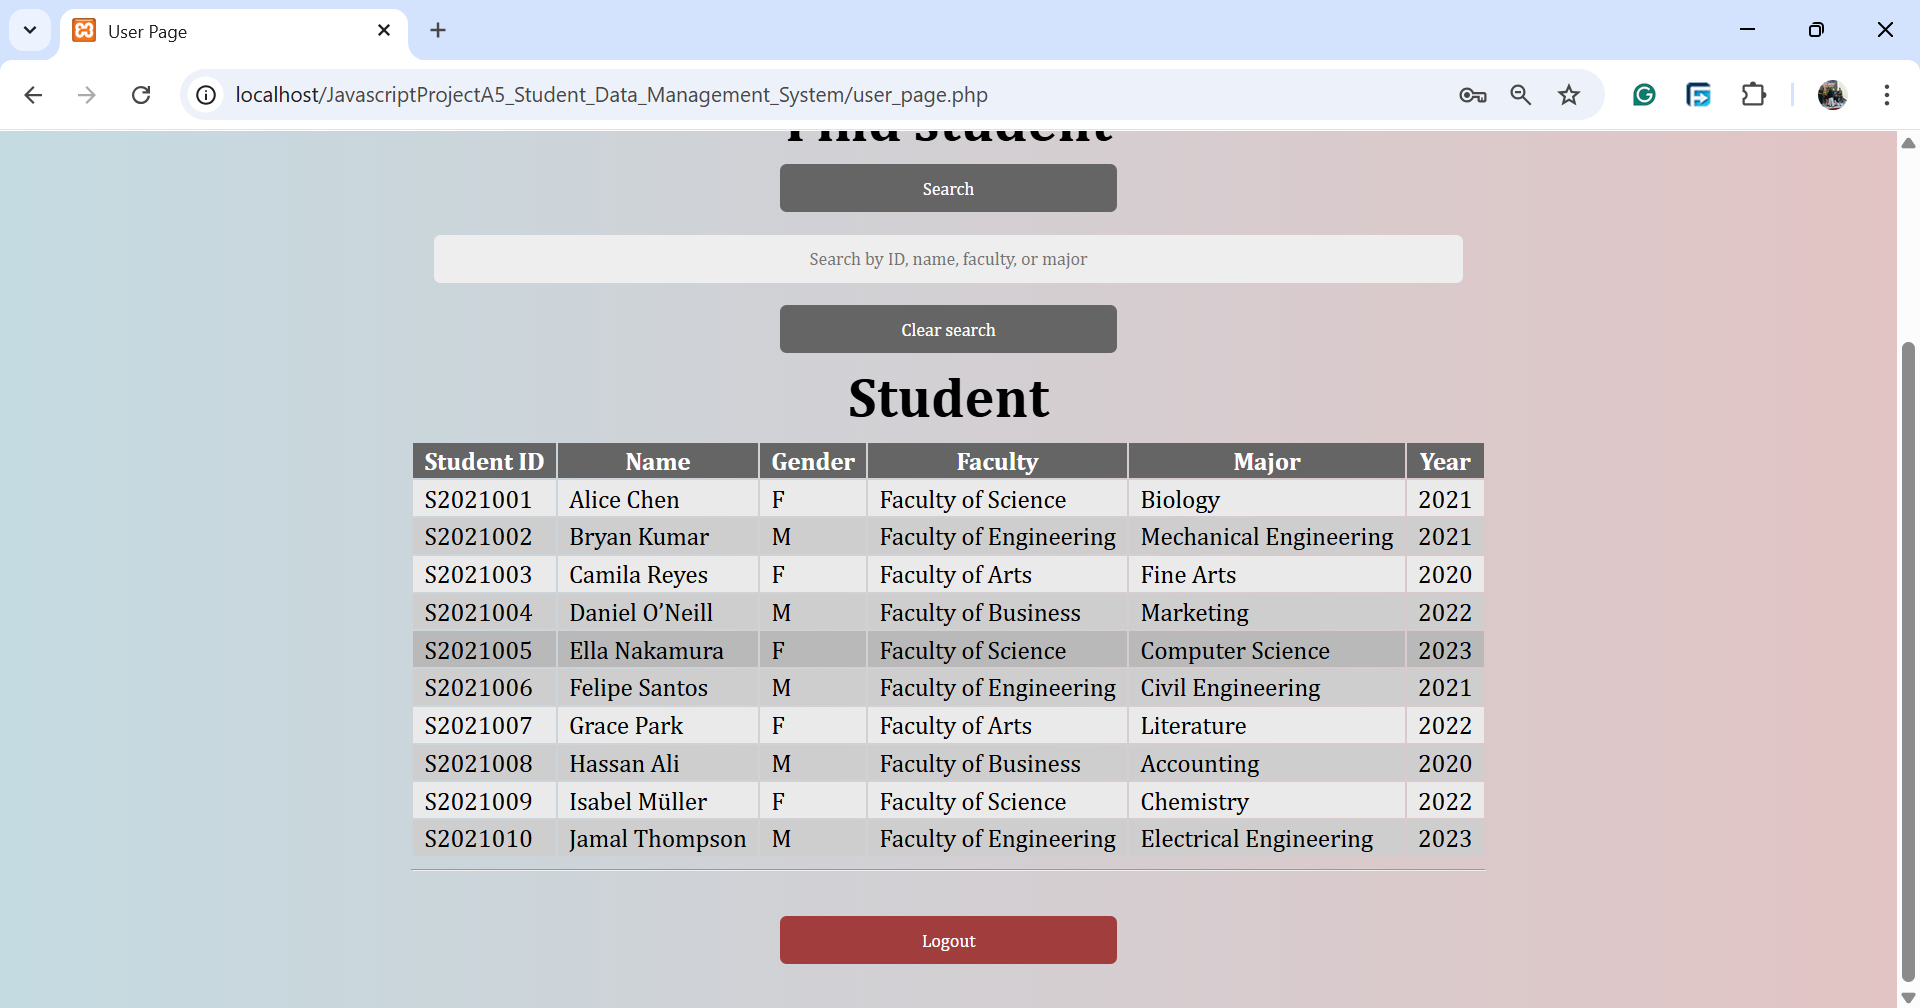 User Page
localhost/JavascriptProjectA5_Student_Data_Management_System/user_page.php
Find student
Search
Search by ID, name, faculty, or major
Clear search
Student
Student ID Name Gender Faculty Major Year
S2021001 Alice Chen F Faculty of Science Biology 2021
S2021002 Bryan Kumar M Faculty of Engineering Mechanical Engineering 2021
S2021003 Camila Reyes F Faculty of Arts Fine Arts 2020
S2021004 Daniel O’Neill M Faculty of Business Marketing 2022
S2021005 Ella Nakamura F Faculty of Science Computer Science 2023
S2021006 Felipe Santos M Faculty of Engineering Civil Engineering 2021
S2021007 Grace Park F Faculty of Arts Literature 2022
S2021008 Hassan Ali M Faculty of Business Accounting 2020
S2021009 Isabel Müller F Faculty of Science Chemistry 2022
S2021010 Jamal Thompson M Faculty of Engineering Electrical Engineering 2023
Logout